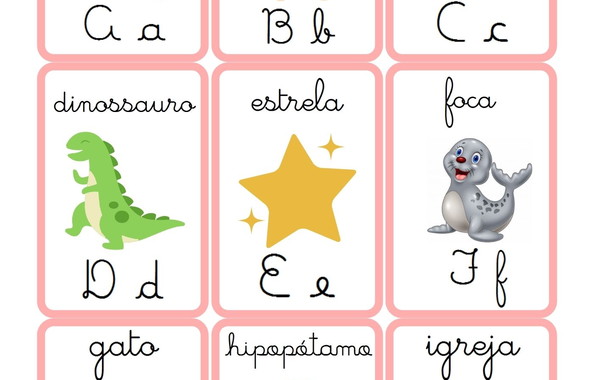 A a
B b
C c
dinossauro
estrela
foca
D d
E e
F f
gato
hipopótamo
igreja